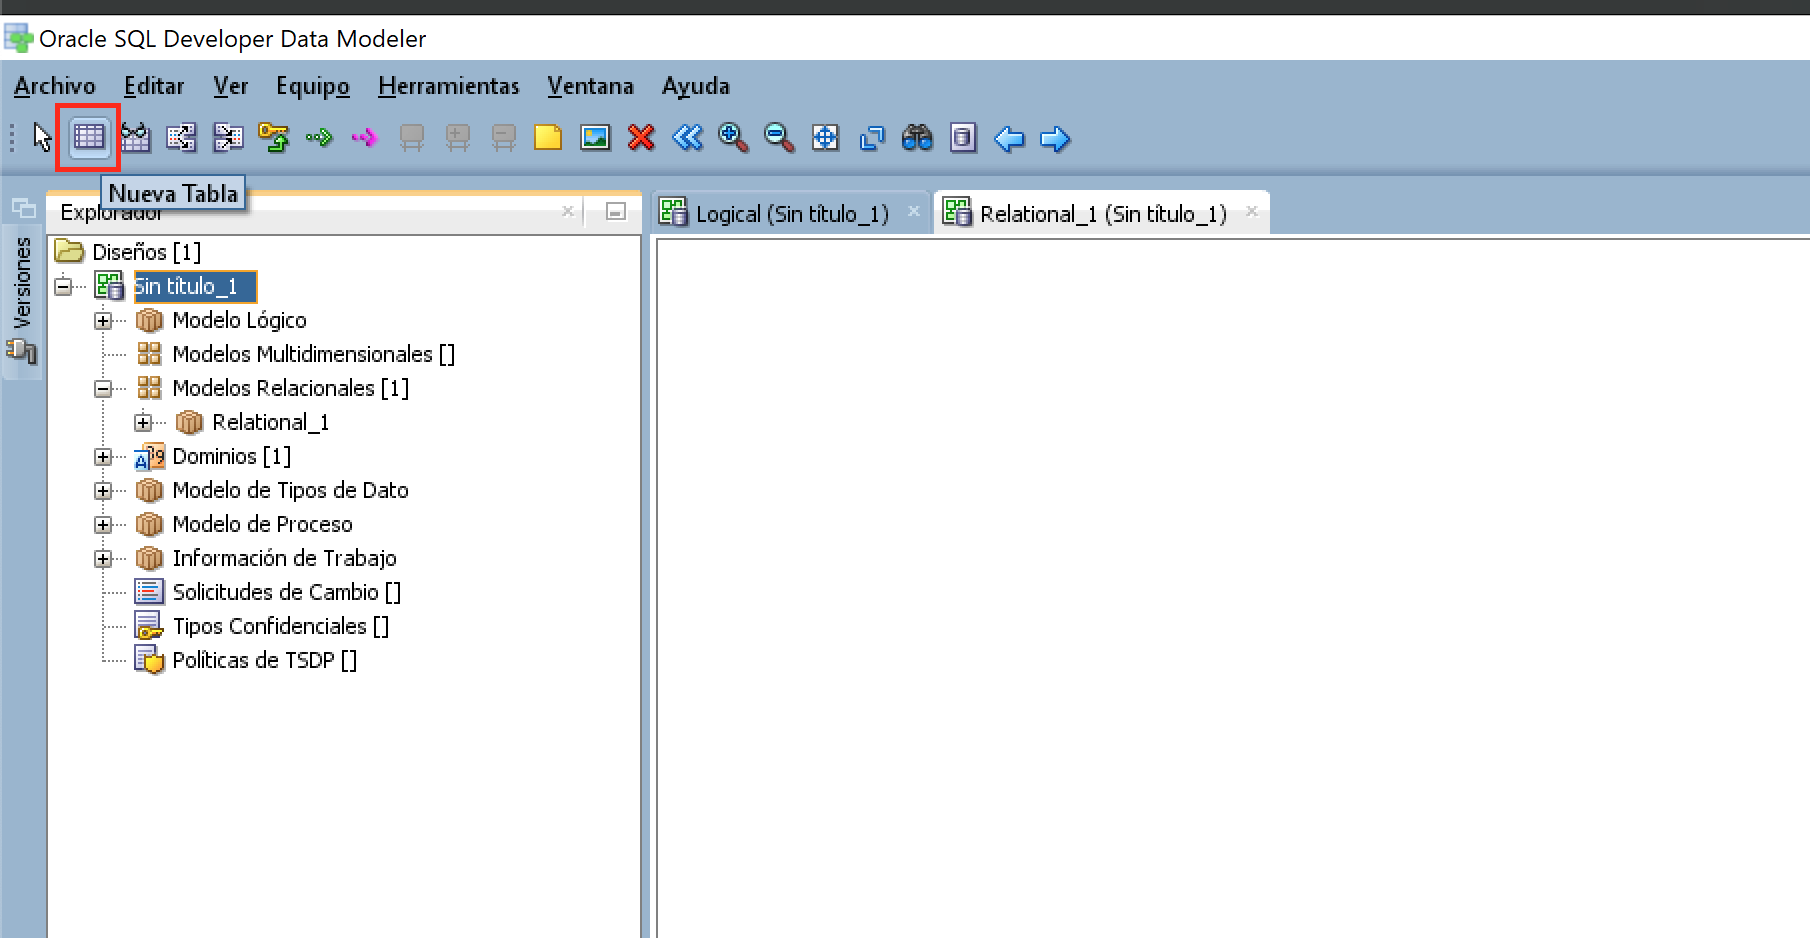 Oracle SQL Developer Data Modeler
Archivo Editar Ver Equipo Herramientas Ventana Ayuda
Nueva Tabla
Explorador
Logical (Sin título_1)
Relational_1 (Sin título_1)
Versiones
Diseños [1]
Sin título_1
Modelo Lógico
Modelos Multidimensionales []
Modelos Relacionales [1]
Relational_1
Dominios [1]
Modelo de Tipos de Dato
Modelo de Proceso
Información de Trabajo
Solicitudes de Cambio []
Tipos Confidenciales []
Políticas de TSDP []